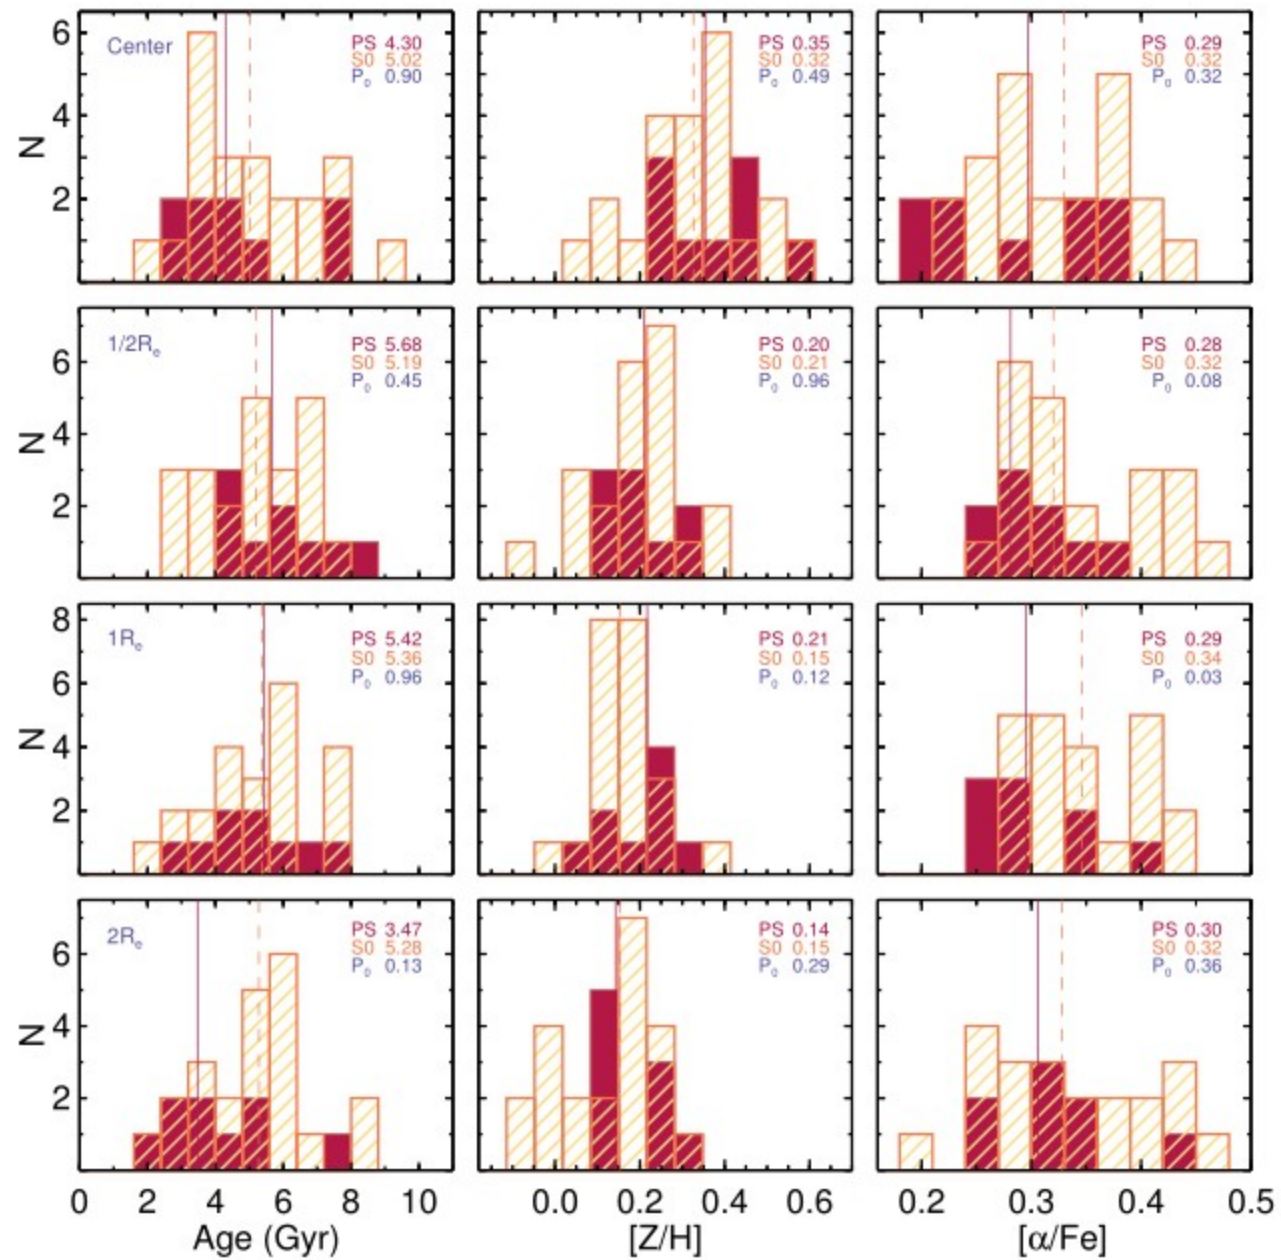 Center
PS 4.30
S0 5.02
P0 0.90
PS 0.35
S0 0.32
P0 0.49
PS 0.29
S0 0.32
P0 0.32
6
4
2
N
1/2Re
PS 5.68
S0 5.19
P0 0.45
PS 0.20
S0 0.21
P0 0.96
PS 0.28
S0 0.32
P0 0.08
6
4
2
N
1Re
PS 5.42
S0 5.36
P0 0.96
PS 0.21
S0 0.15
P0 0.12
PS 0.29
S0 0.34
P0 0.03
8
6
4
2
N
2Re
PS 3.47
S0 5.28
P0 0.13
PS 0.14
S0 0.15
P0 0.29
PS 0.30
S0 0.32
P0 0.36
6
4
2
N
0 2 4 6 8 10
0.0 0.2 0.4 0.6
0.2 0.3 0.4 0.5
Age (Gyr)
[Z/H]
[α/Fe]